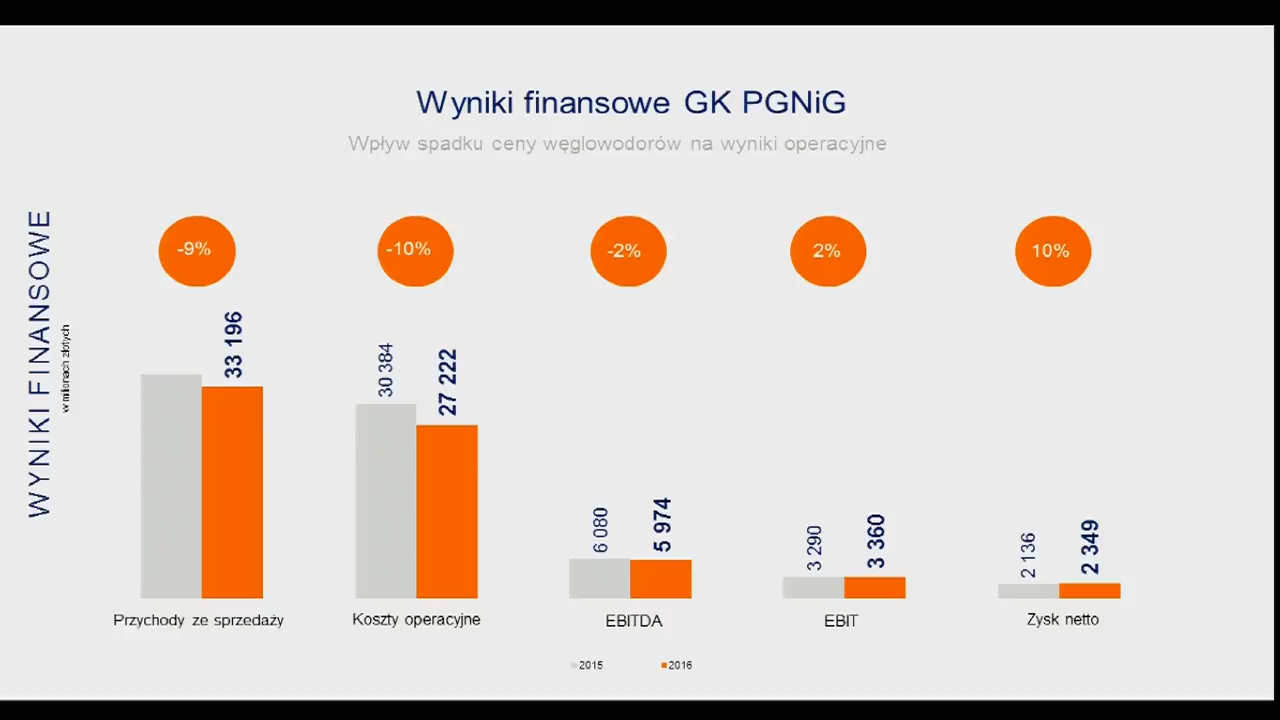 Wyniki finansowe GK PGNiG
Wpływ spadku ceny węglowodorów na wyniki operacyjne
WYNIKI FINANSOWE
w milionach złotych
-9%
-10%
-2%
2%
10%
33 196
30 384
27 222
6 080
5 974
3 290
3 360
2 136
2 349
Przychody ze sprzedaży
Koszty operacyjne
EBITDA
EBIT
Zysk netto
2015
2016